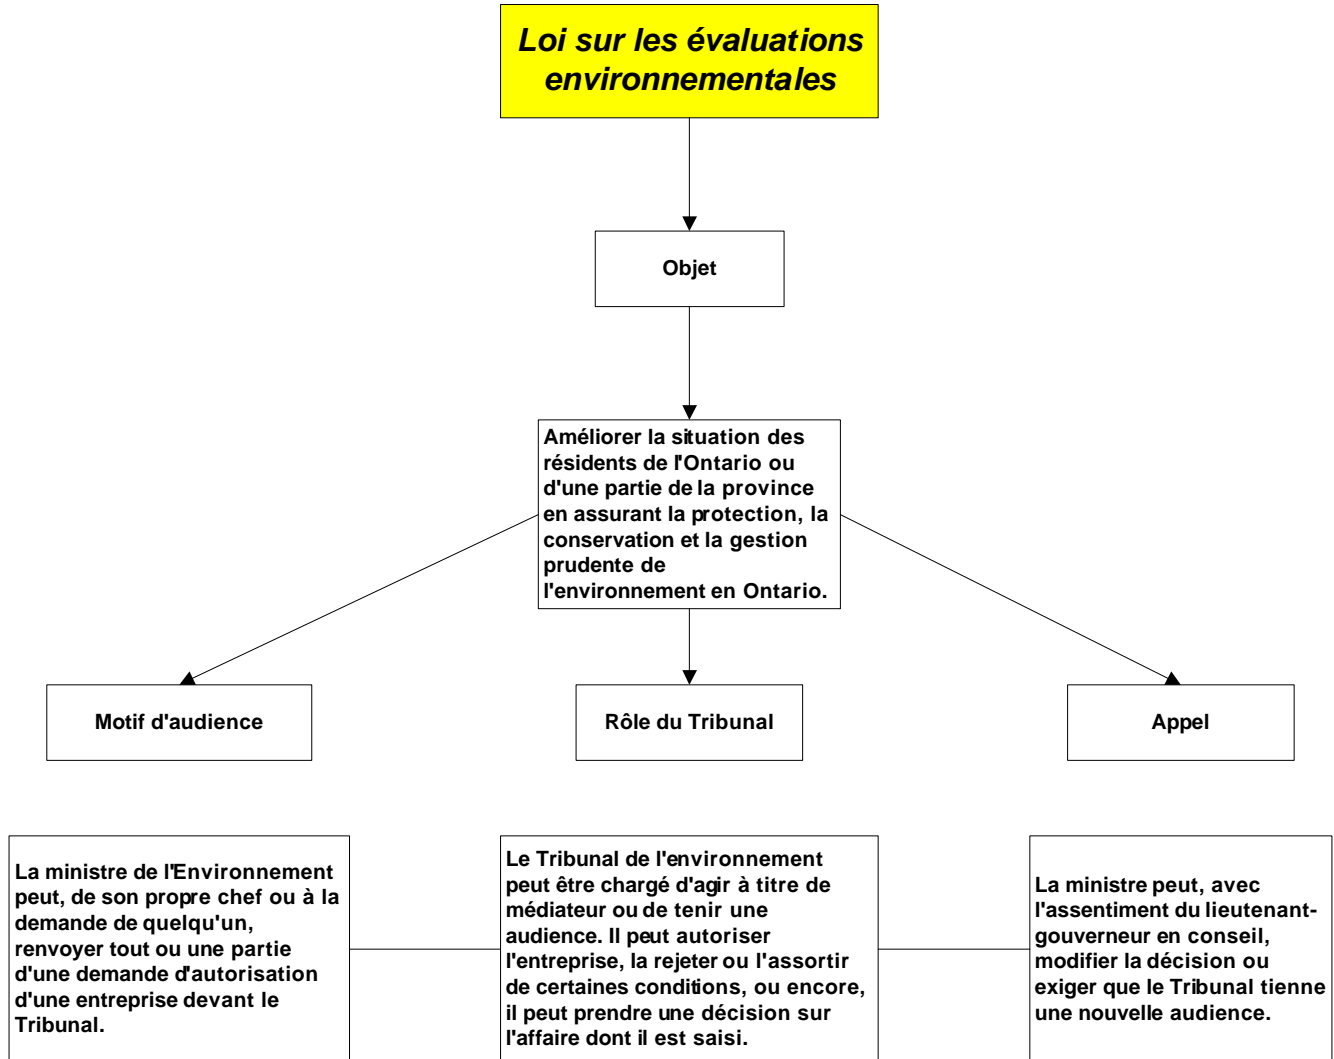 Loi sur les évaluations
environnementales
Objet
Améliorer la situation des
résidents de l'Ontario ou
d'une partie de la province
en assurant la protection, la
conservation et la gestion
prudente de
l'environnement en Ontario.
Motif d'audience
Rôle du Tribunal
Appel
La ministre de l'Environnement
peut, de son propre chef ou à la
demande de quelqu'un,
renvoyer tout ou une partie
d'une demande d'autorisation
d'une entreprise devant le
Tribunal.
Le Tribunal de l'environnement
peut être chargé d'agir à titre de
médiateur ou de tenir une
audience. Il peut autoriser
l'entreprise, la rejeter ou l'assortir
de certaines conditions, ou encore,
il peut prendre une décision sur
l'affaire dont il est saisi.
La ministre peut, avec
l'assentiment du lieutenant-
gouverneur en conseil,
modifier la décision ou
exiger que le Tribunal tienne
une nouvelle audience.